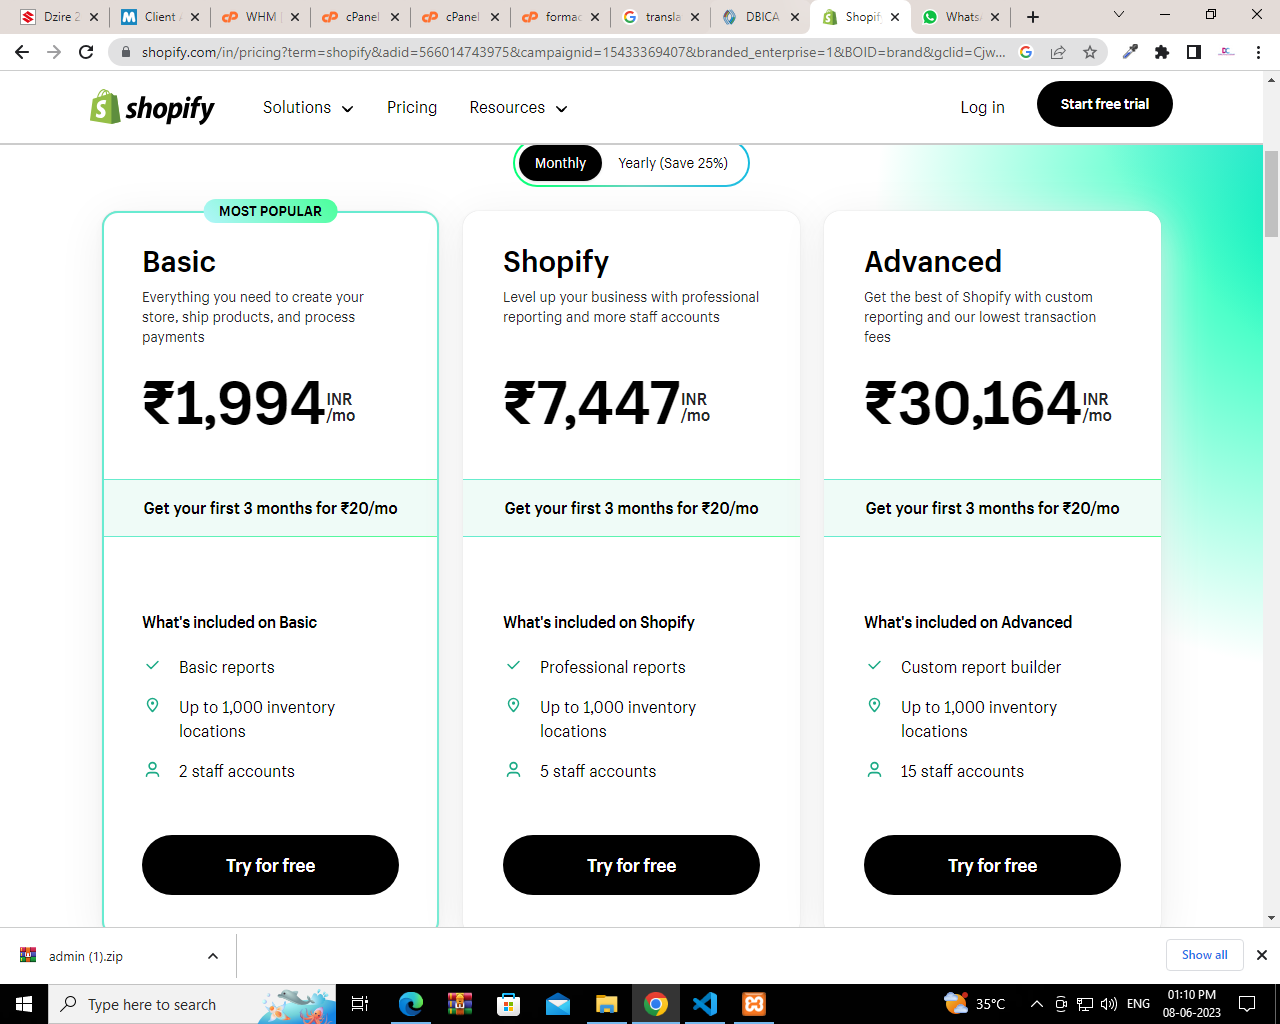 Dzire 2
Client
WHM
cPanel
cPanel
formac
transla
DBICA
Shopify
Whats
shopify.com/in/pricing?term=shopify&adid=566014743975&campaignid=15433369407&branded_enterprise=1&BOID=brand&gclid=Cjw...
shopify
Solutions
Pricing
Resources
Log in
Start free trial
Monthly
Yearly (Save 25%)
MOST POPULAR
Basic
Everything you need to create your
store, ship products, and process
payments
₹1,994 INR
/mo
Get your first 3 months for ₹20/mo
What's included on Basic
Basic reports
Up to 1,000 inventory
locations
2 staff accounts
Try for free
Shopify
Level up your business with professional
reporting and more staff accounts
₹7,447 INR
/mo
Get your first 3 months for ₹20/mo
What's included on Shopify
Professional reports
Up to 1,000 inventory
locations
5 staff accounts
Try for free
Advanced
Get the best of Shopify with custom
reporting and our lowest transaction
fees
₹30,164 INR
/mo
Get your first 3 months for ₹20/mo
What's included on Advanced
Custom report builder
Up to 1,000 inventory
locations
15 staff accounts
Try for free
admin (1).zip
Show all
Type here to search
35°C
ENG
01:10 PM
08-06-2023